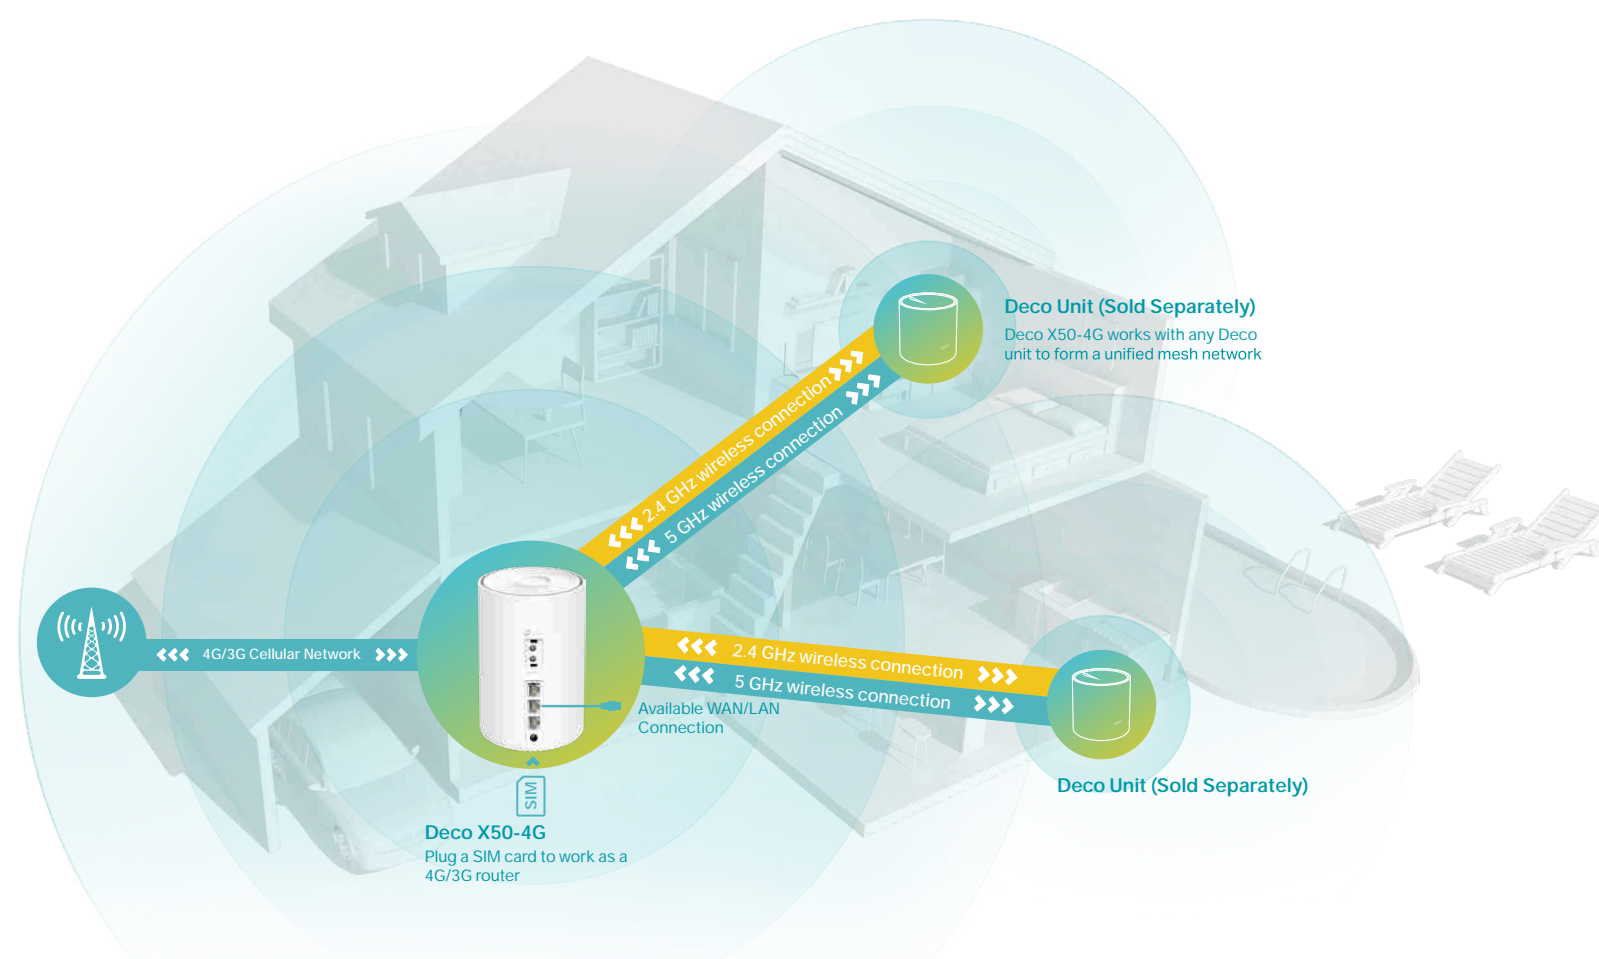 Deco Unit (Sold Separately)
Deco X50-4G works with any Deco
unit to form a unified mesh network
2.4 GHz wireless connection
5 GHz wireless connection
4G/3G Cellular Network
2.4 GHz wireless connection
5 GHz wireless connection
Available WAN/LAN
Connection
Deco Unit (Sold Separately)
SIM
Deco X50-4G
Plug a SIM card to work as a
4G/3G router